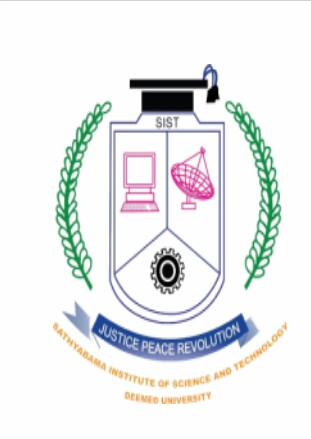 SIST
JUSTICE PEACE REVOLUTION
SATHYABAMA INSTITUTE OF SCIENCE AND TECHNOLOGY
DEEMED UNIVERSITY